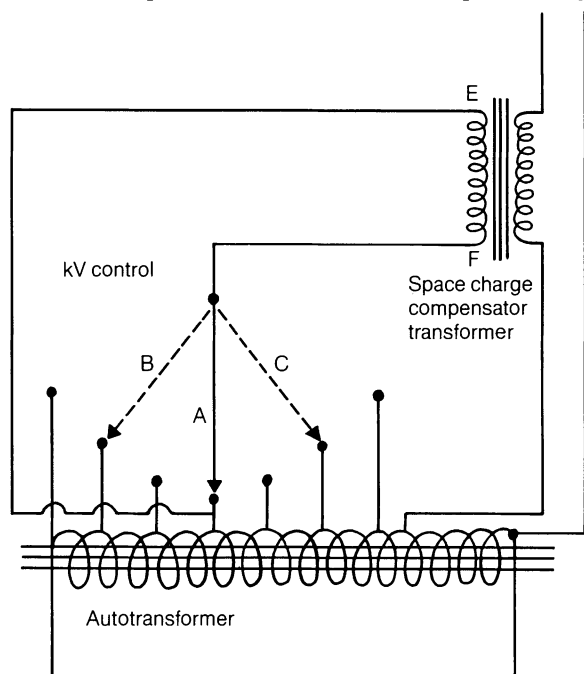 E
F
kV control
Space charge
compensator
transformer
B
C
A
Autotransformer